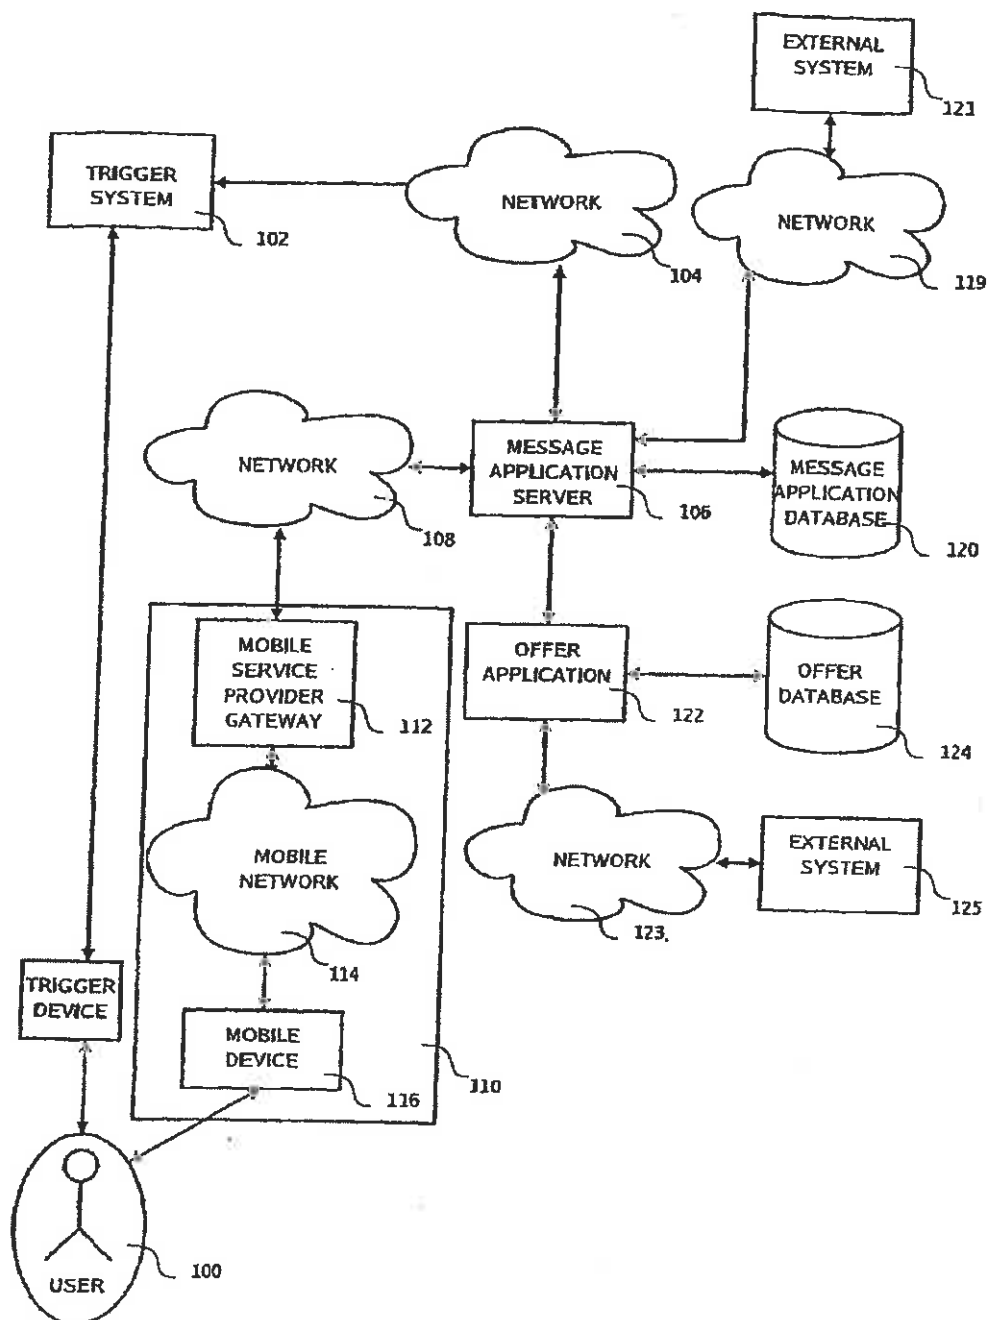 EXTERNAL
SYSTEM
121
TRIGGER
SYSTEM
102
NETWORK
104
NETWORK
119
NETWORK
108
MESSAGE
APPLICATION
SERVER
106
MESSAGE
APPLICATION
DATABASE
120
MOBILE
SERVICE
PROVIDER
GATEWAY
112
OFFER
APPLICATION
122
OFFER
DATABASE
124
MOBILE
NETWORK
114
NETWORK
123.
EXTERNAL
SYSTEM
125
TRIGGER
DEVICE
MOBILE
DEVICE
116
110
USER
100